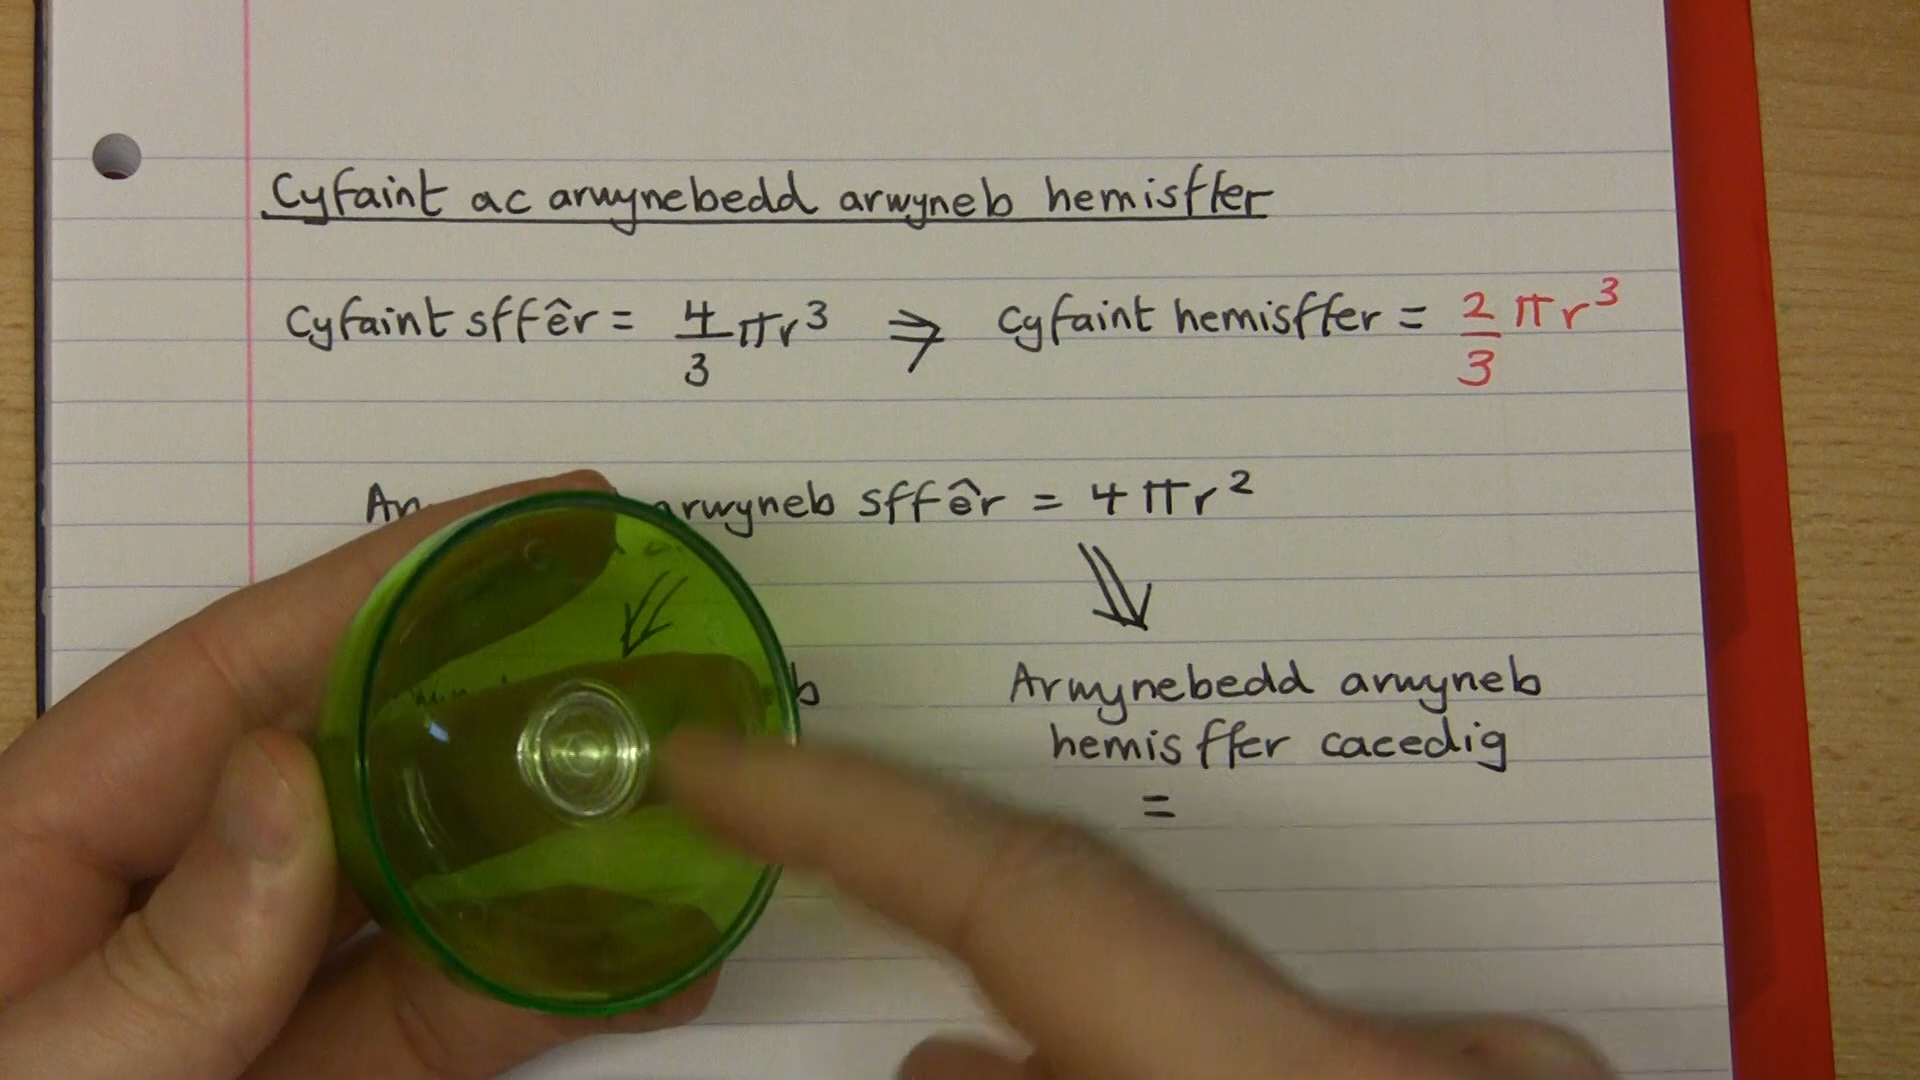 Cyfaint ac arwynebedd arwyneb hemisffer
Cyfaint sffêr = 4/3 πr³ ⇒ Cyfaint hemisffer = 2/3 πr³
arwyneb sffêr = 4πr²
Arwynebedd arwyneb
hemisffer caeedig
=